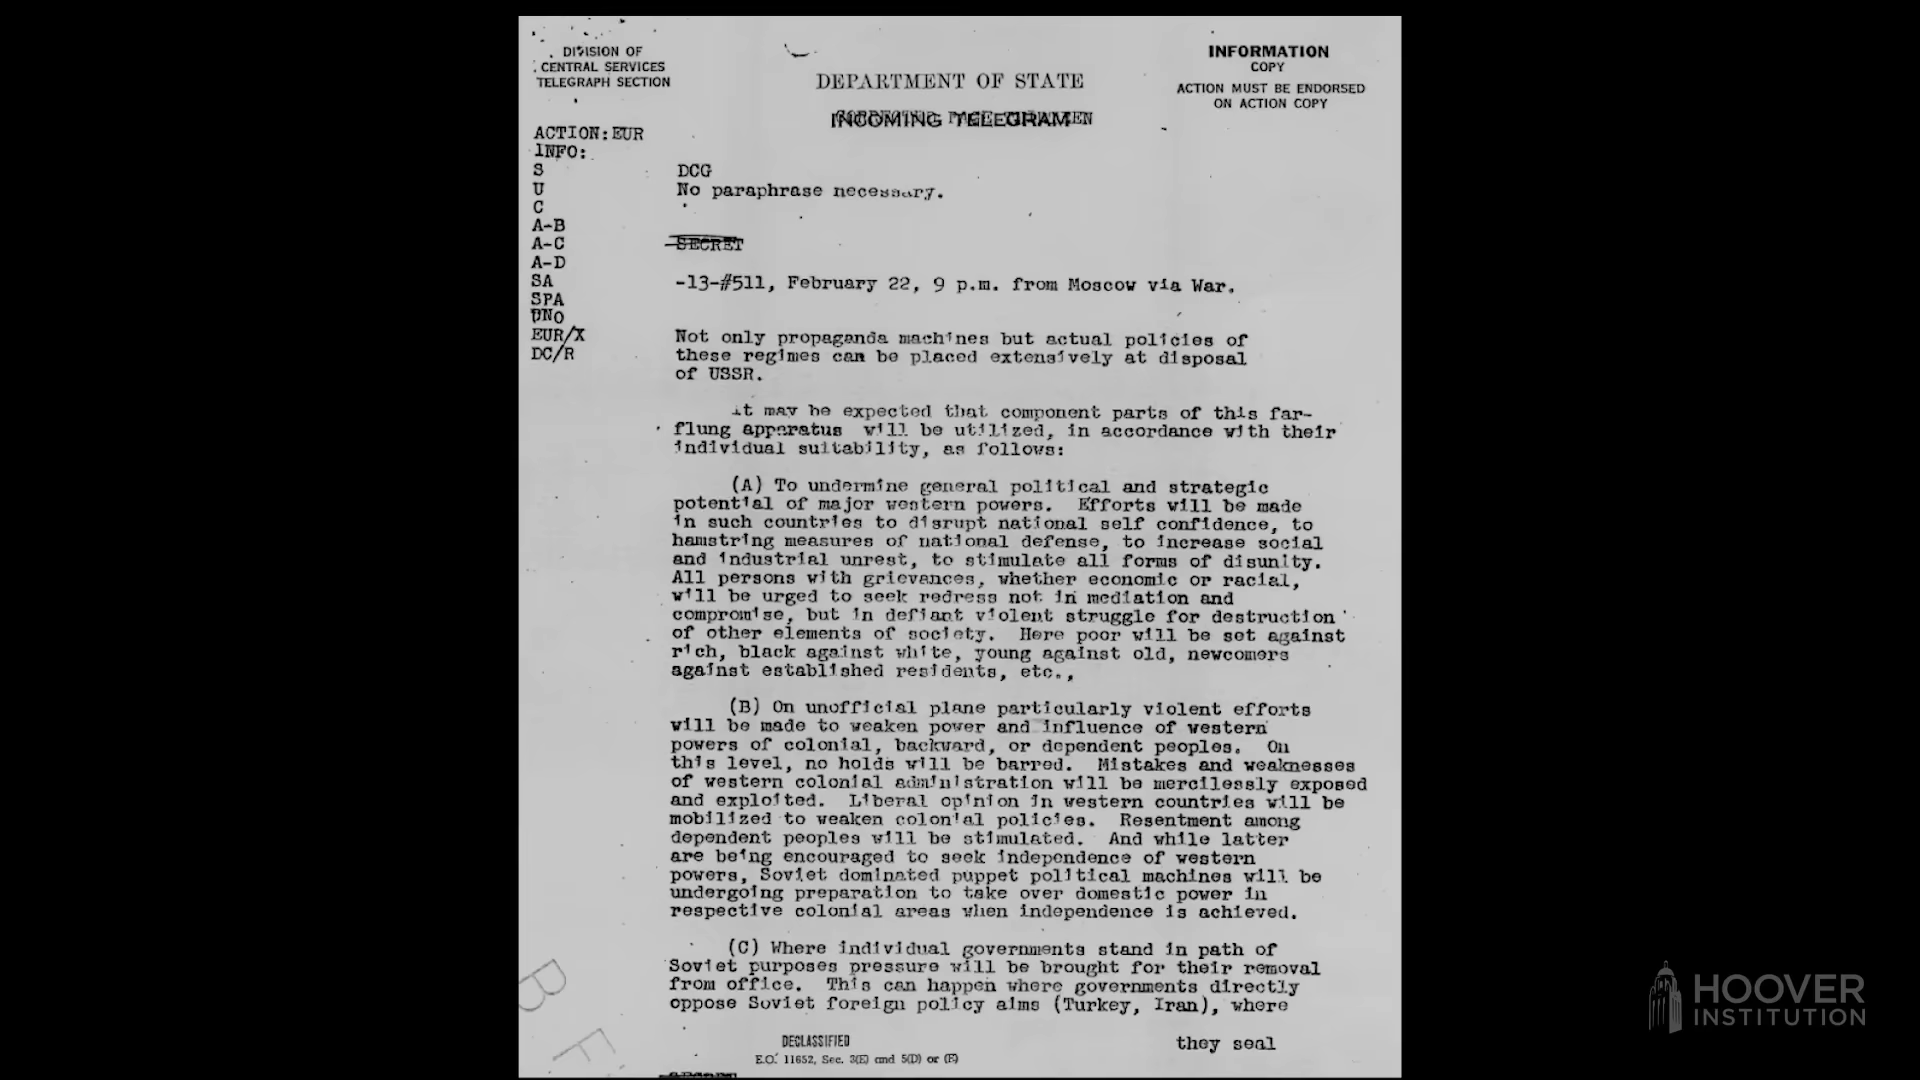 DIVISION OF
CENTRAL SERVICES
TELEGRAPH SECTION
DEPARTMENT OF STATE
INCOMING TELEGRAM
INFORMATION
COPY
ACTION MUST BE ENDORSED
ON ACTION COPY
ACTION: EUR
INFO:
S
U
C
A-B
A-C
A-D
SA
SPA
UNO
EUR/X
DC/R
DCG
No paraphrase necessary.
SECRET
-13-#511, February 22, 9 p.m. from Moscow via War.
Not only propaganda machines but actual policies of
these regimes can be placed extensively at disposal
of USSR.
It may be expected that component parts of this far-
flung apparatus will be utilized, in accordance with their
individual suitability, as follows:
(A) To undermine general political and strategic
potential of major western powers. Efforts will be made
in such countries to disrupt national self confidence, to
hamstring measures of national defense, to increase social
and industrial unrest, to stimulate all forms of disunity.
All persons with grievances, whether economic or racial,
will be urged to seek redress not in mediation and
compromise, but in defiant violent struggle for destruction
of other elements of society. Here poor will be set against
rich, black against white, young against old, newcomers
against established residents, etc.,
(B) On unofficial plane particularly violent efforts
will be made to weaken power and influence of western
powers of colonial, backward, or dependent peoples. On
this level, no holds will be barred. Mistakes and weaknesses
of western colonial administration will be mercilessly exposed
and exploited. Liberal opinion in western countries will be
mobilized to weaken colonial policies. Resentment among
dependent peoples will be stimulated. And while latter
are being encouraged to seek independence of western
powers, Soviet dominated puppet political machines will be
undergoing preparation to take over domestic power in
respective colonial areas when independence is achieved.
(C) Where individual governments stand in path of
Soviet purposes pressure will be brought for their removal
from office. This can happen where governments directly
oppose Soviet foreign policy aims (Turkey, Iran), where
they seal
DECLASSIFIED
E.O. 11652, Sec. 3(E) and 5(D) or (E)
SECRET
HOOVER
INSTITUTION